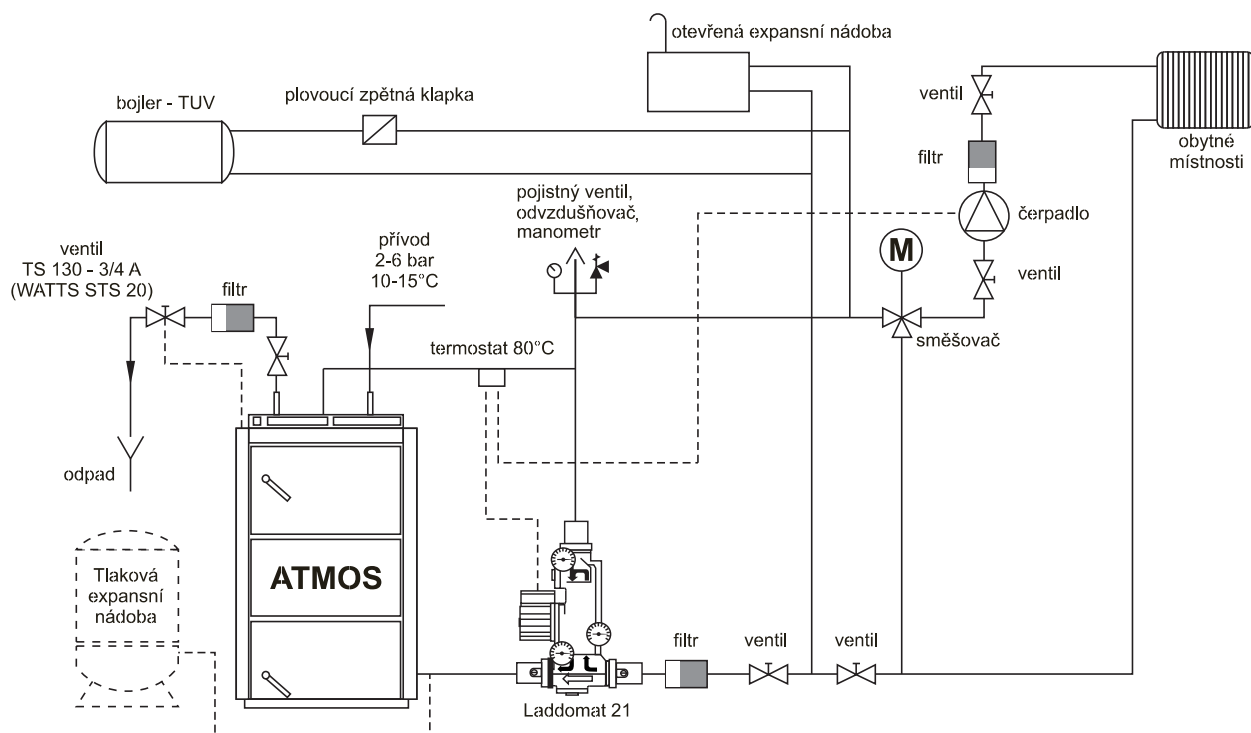 otevřená expansní nádoba
bojler - TUV
plovoucí zpětná klapka
ventil
obytné
místnosti
filtr
čerpadlo
pojistný ventil,
odvzdušňovač,
manometr
přívod
2-6 bar
10-15°C
ventil
TS 130 - 3/4 A
(WATTS STS 20)
filtr
M
ventil
směšovač
termostat 80°C
odpad
ATMOS
Tlaková
expansní
nádoba
filtr
ventil
ventil
Laddomat 21